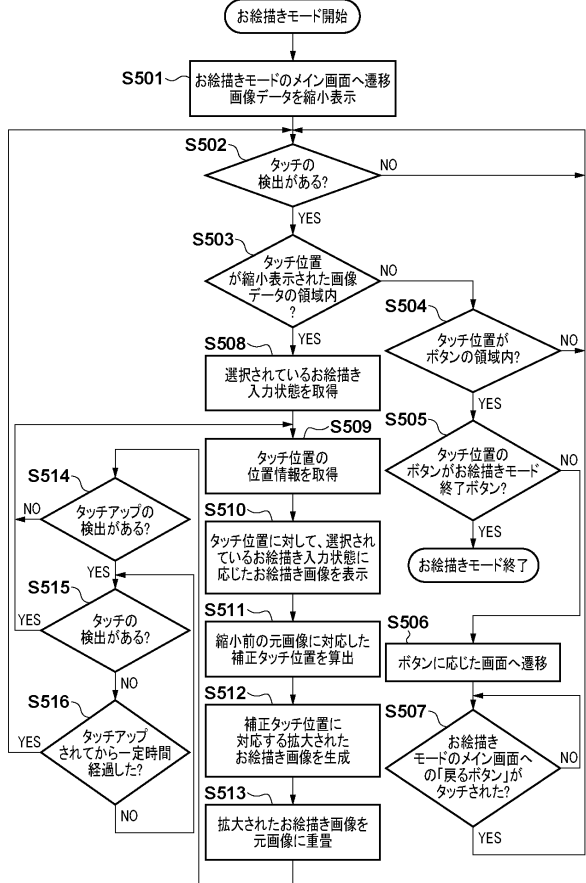 お絵描きモード開始
S501
お絵描きモードのメイン画面へ遷移
画像データを縮小表示
S502
タッチの
検出がある?
NO
YES
S503
タッチ位置
が縮小表示された画像
データの領域内
?
NO
YES
S504
タッチ位置が
ボタンの領域内?
NO
YES
S505
タッチ位置の
ボタンがお絵描きモード
終了ボタン?
NO
YES
お絵描きモード終了
S506
ボタンに応じた画面へ遷移
S507
お絵描き
モードのメイン画面へ
の「戻るボタン」が
タッチされた?
NO
YES
S508
選択されているお絵描き
入力状態を取得
S509
タッチ位置の
位置情報を取得
S510
タッチ位置に対して、選択され
ているお絵描き入力状態に
応じたお絵描き画像を表示
S511
縮小前の元画像に対応した
補正タッチ位置を算出
S512
補正タッチ位置に
対応する拡大された
お絵描き画像を生成
S513
拡大されたお絵描き画像を
元画像に重畳
S514
タッチアップの
検出がある?
NO
YES
S515
タッチの
検出がある?
YES
NO
S516
タッチアップ
されてから一定時間
経過した?
YES
NO